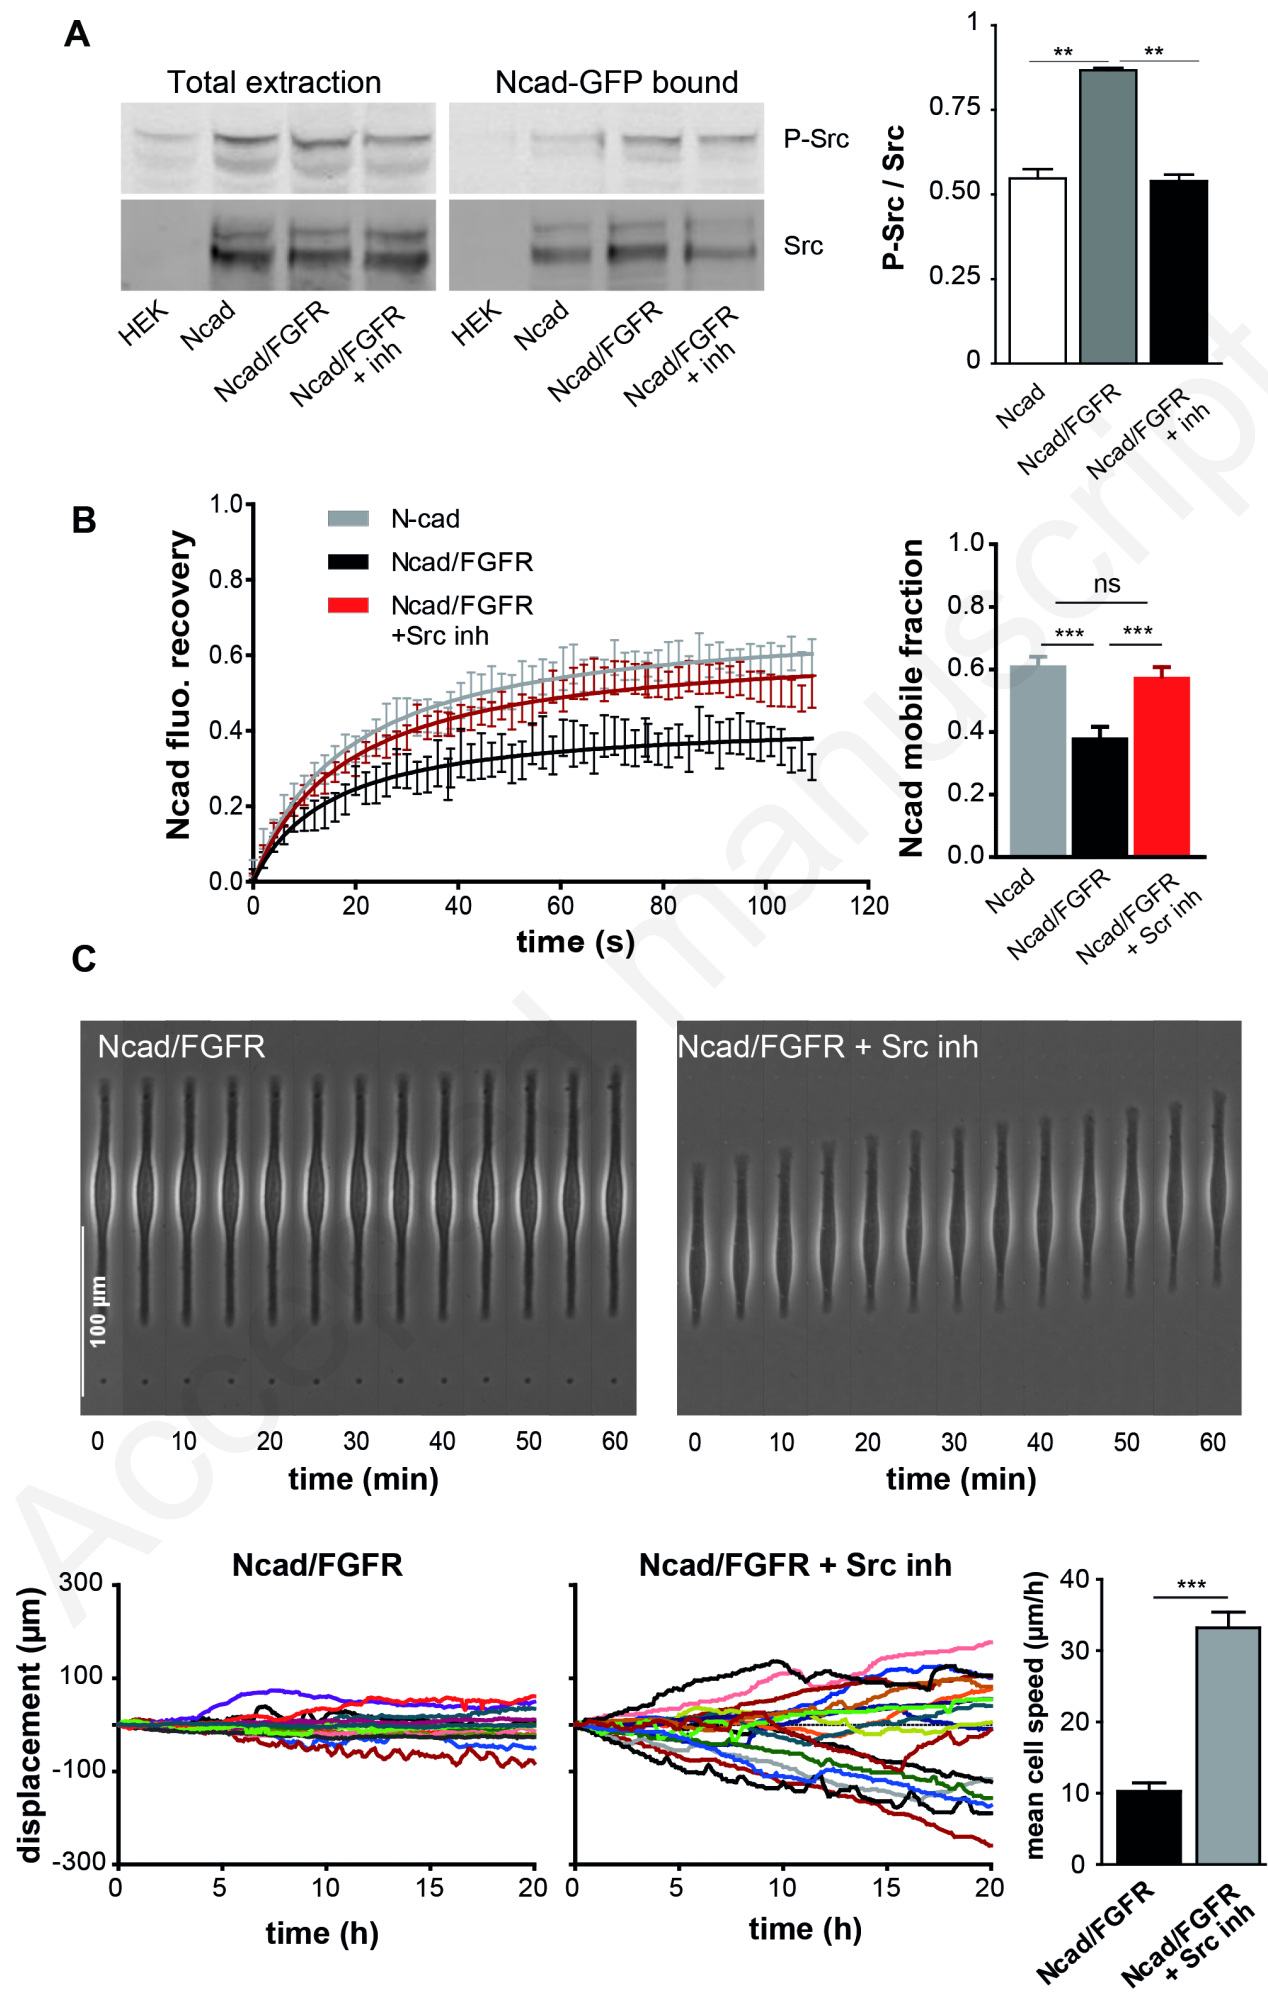 A
Total extraction
Ncad-GFP bound
P-Src
Src
HEK
Ncad
Ncad/FGFR
Ncad/FGFR
+ inh
HEK
Ncad
Ncad/FGFR
Ncad/FGFR
+ inh
P-Src / Src
1
0.75
0.50
0.25
0
**
**
Ncad
Ncad/FGFR
Ncad/FGFR
+ inh
B
Ncad fluo. recovery
1.0
0.8
0.6
0.4
0.2
0.0
N-cad
Ncad/FGFR
Ncad/FGFR
+Src inh
0
20
40
60
80
100
120
time (s)
Ncad mobile fraction
1.0
0.8
0.6
0.4
0.2
0.0
ns
***
***
Ncad
Ncad/FGFR
Ncad/FGFR
+ Scr inh
C
Ncad/FGFR
100 µm
0
10
20
30
40
50
60
time (min)
Ncad/FGFR + Src inh
0
10
20
30
40
50
60
time (min)
Ncad/FGFR
displacement (µm)
300
100
-100
-300
0
5
10
15
20
time (h)
Ncad/FGFR + Src inh
0
5
10
15
20
time (h)
mean cell speed (µm/h)
40
30
20
10
0
***
Ncad/FGFR
Ncad/FGFR
+ Src inh
Accepted manuscript